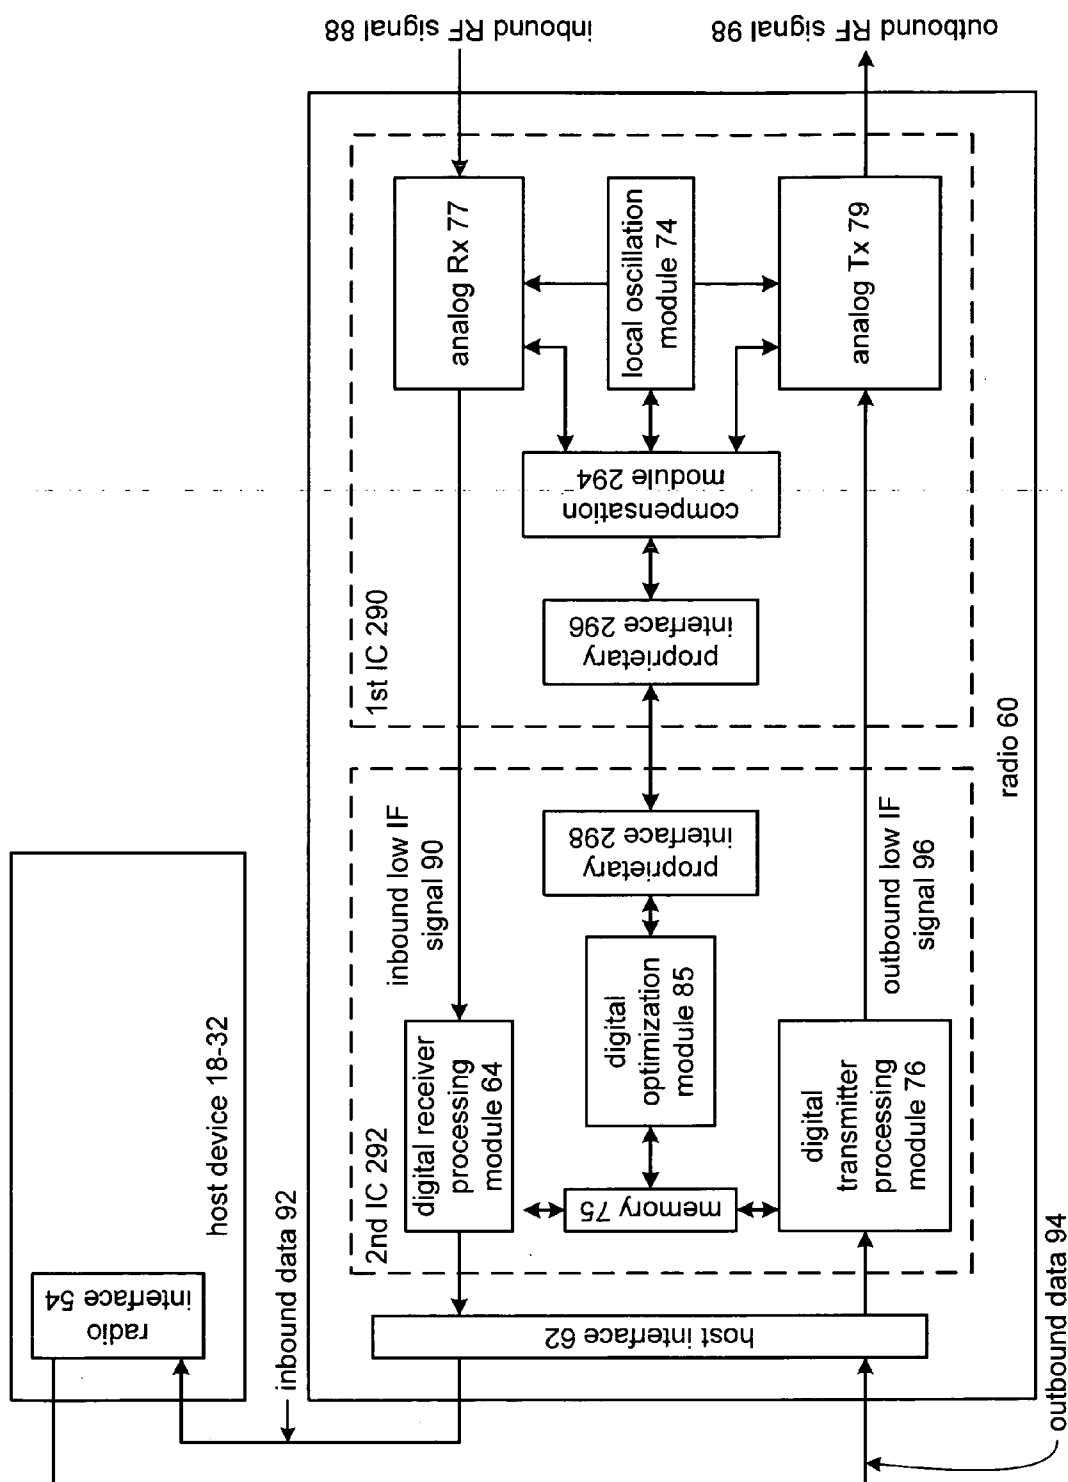 host device 18-32
radio
interface 54
inbound data 92
outbound data 94
radio 60
host interface 62
2nd IC 292
digital receiver
processing
module 64
memory 75
digital
transmitter
processing
module 76
digital
optimization
module 85
proprietary
interface 298
inbound low IF
signal 90
outbound low IF
signal 96
1st IC 290
proprietary
interface 296
compensation
module 294
analog Rx 77
local oscillation
module 74
analog Tx 79
inbound RF signal 88
outbound RF signal 98